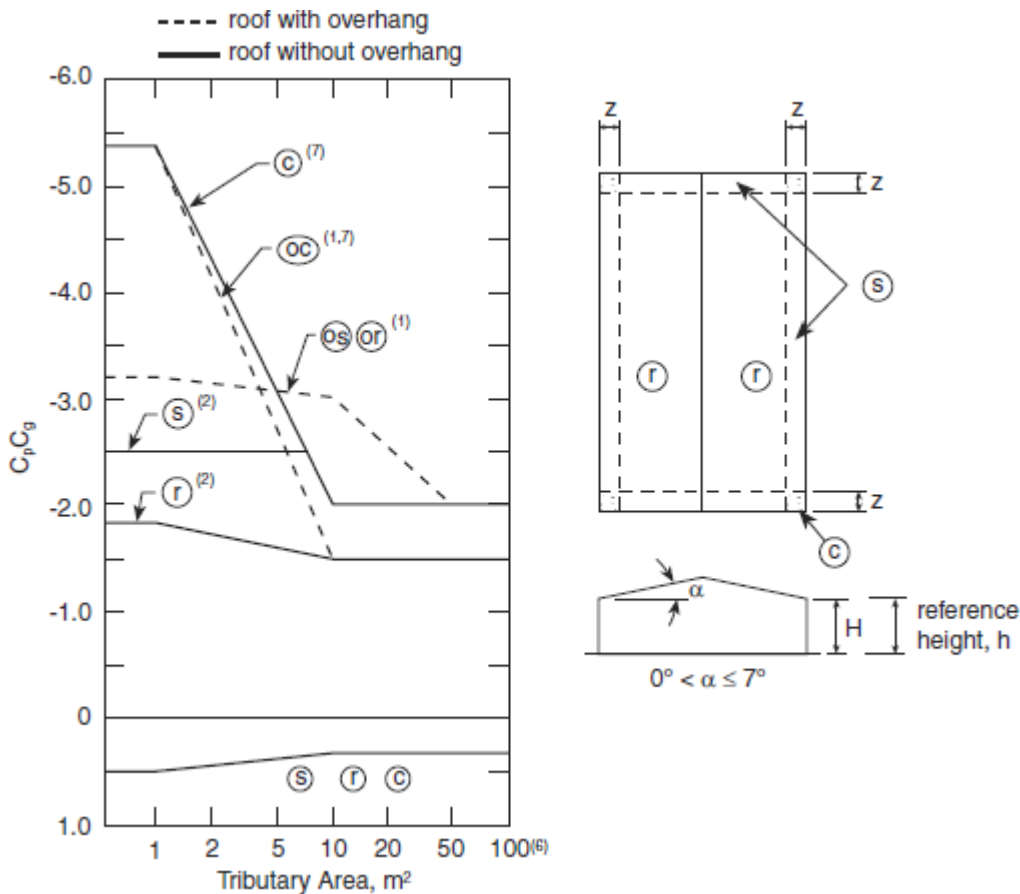 roof with overhang
roof without overhang
-6.0
-5.0
-4.0
-3.0
-2.0
-1.0
0
1.0
CpCg
c (7)
oc (1,7)
os or (1)
s (2)
r (2)
s r c
1 2 5 10 20 50 100(6)
Tributary Area, m²
z z
z
s
r r
z
c
α
H
reference
height, h
0° < α ≤ 7°